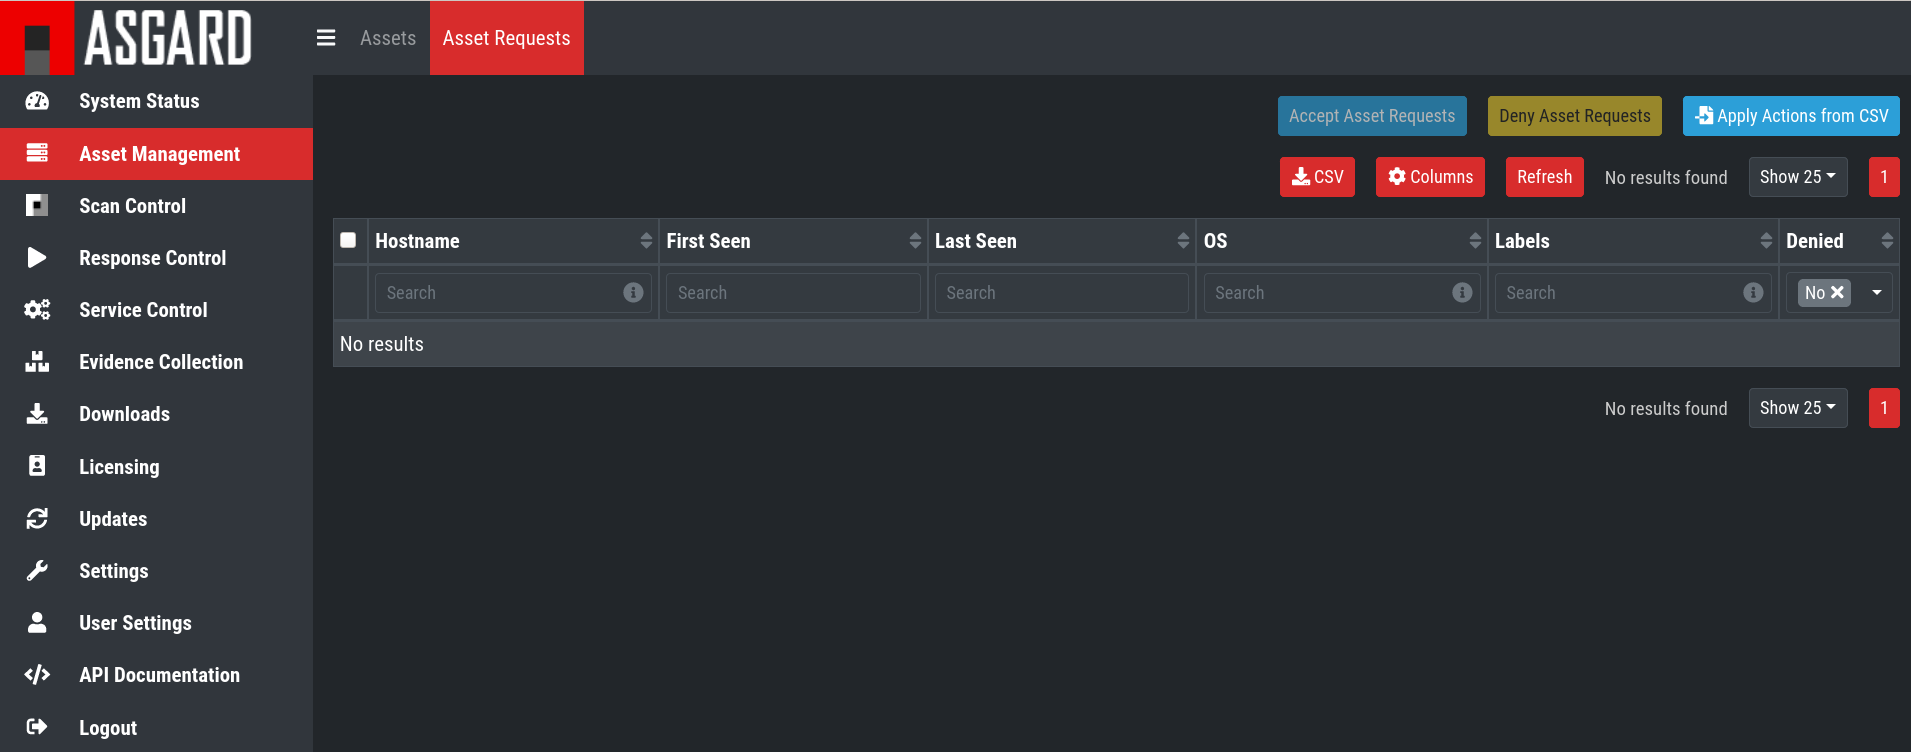 ASGARD
Assets
Asset Requests
System Status
Asset Management
Scan Control
Response Control
Service Control
Evidence Collection
Downloads
Licensing
Updates
Settings
User Settings
API Documentation
Logout
Accept Asset Requests
Deny Asset Requests
Apply Actions from CSV
CSV
Columns
Refresh
No results found
Show 25
1
Hostname
First Seen
Last Seen
OS
Labels
Denied
Search
Search
Search
Search
Search
No
No results
No results found
Show 25
1